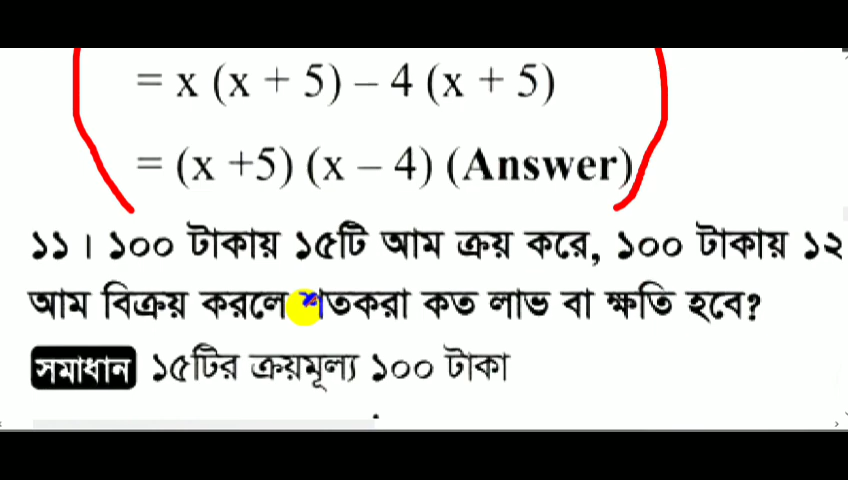 = x (x + 5) – 4 (x + 5)
= (x +5) (x – 4) (Answer)
১১। ১০০ টাকায় ১৫টি আম ক্রয় করে, ১০০ টাকায় ১২
আম বিক্রয় করলে শতকরা কত লাভ বা ক্ষতি হবে?
সমাধান ১৫টির ক্রয়মূল্য ১০০ টাকা